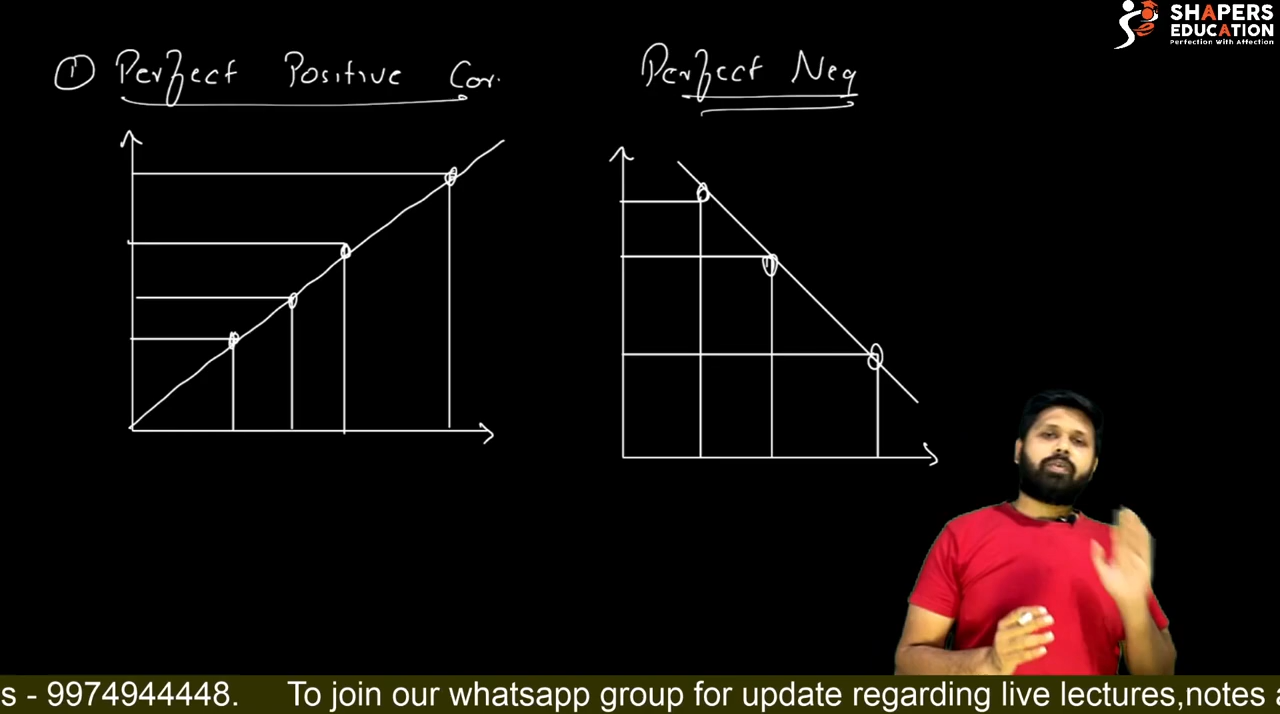 SHAPERS
EDUCATION
Perfection With Affection
① Perfect Positive Cor.
Perfect Neg
s - 9974944448. To join our whatsapp group for update regarding live lectures,notes a